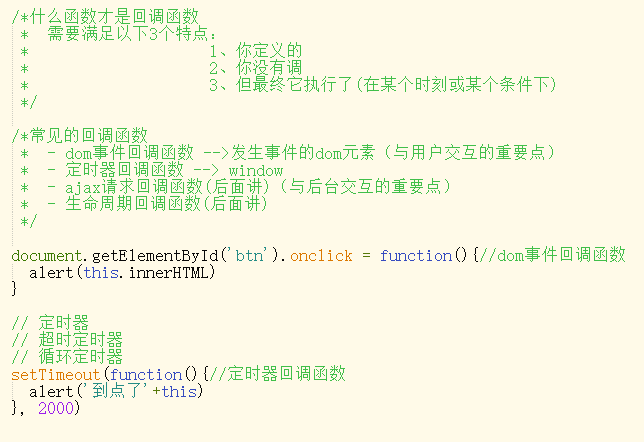 /*什么函数才是回调函数
 *  需要满足以下3个特点:
 *                    1、你定义的
 *                    2、你没有调
 *                    3、但最终它执行了(在某个时刻或某个条件下)
 */
/*常见的回调函数
 *  - dom事件回调函数 -->发生事件的dom元素（与用户交互的重要点）
 *  - 定时器回调函数 --> window
 *  - ajax请求回调函数(后面讲)（与后台交互的重要点）
 *  - 生命周期回调函数(后面讲)
 */
document.getElementById('btn').onclick = function(){//dom事件回调函数
  alert(this.innerHTML)
}
// 定时器
// 超时定时器
// 循环定时器
setTimeout(function(){//定时器回调函数
  alert('到点了'+this)
}, 2000)